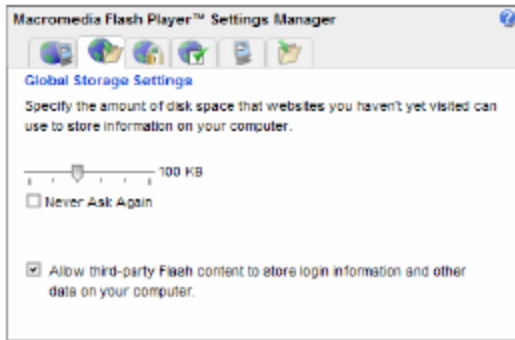 Macromedia Flash Player™ Settings Manager
?
Global Storage Settings
Specify the amount of disk space that websites you haven't yet visited can
use to store information on your computer.
100 KB
Never Ask Again
Allow third-party Flash content to store login information and other
data on your computer.